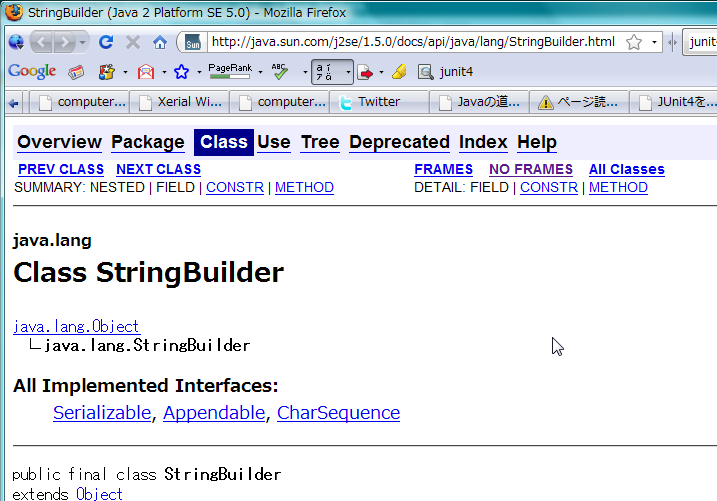 StringBuilder (Java 2 Platform SE 5.0) - Mozilla Firefox
Sun http://java.sun.com/j2se/1.5.0/docs/api/java/lang/StringBuilder.html junit
Google PageRank ABC junit4
computer... Xerial Wi... computer... Twitter Javaの道... ページ読... JUnit4を...
Overview Package Class Use Tree Deprecated Index Help
PREV CLASS NEXT CLASS FRAMES NO FRAMES All Classes
SUMMARY: NESTED | FIELD | CONSTR | METHOD DETAIL: FIELD | CONSTR | METHOD
java.lang
Class StringBuilder
java.lang.Object
java.lang.StringBuilder
All Implemented Interfaces:
Serializable, Appendable, CharSequence
public final class StringBuilder
extends Object